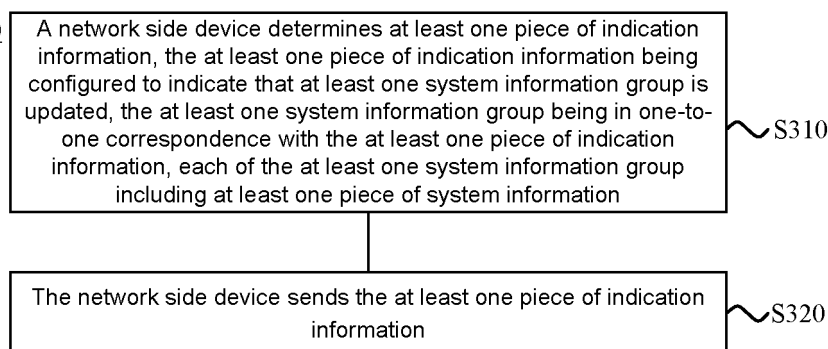 A network side device determines at least one piece of indication
information, the at least one piece of indication information being
configured to indicate that at least one system information group is
updated, the at least one system information group being in one-to-
one correspondence with the at least one piece of indication
information, each of the at least one system information group
including at least one piece of system information
S310
The network side device sends the at least one piece of indication
information
S320